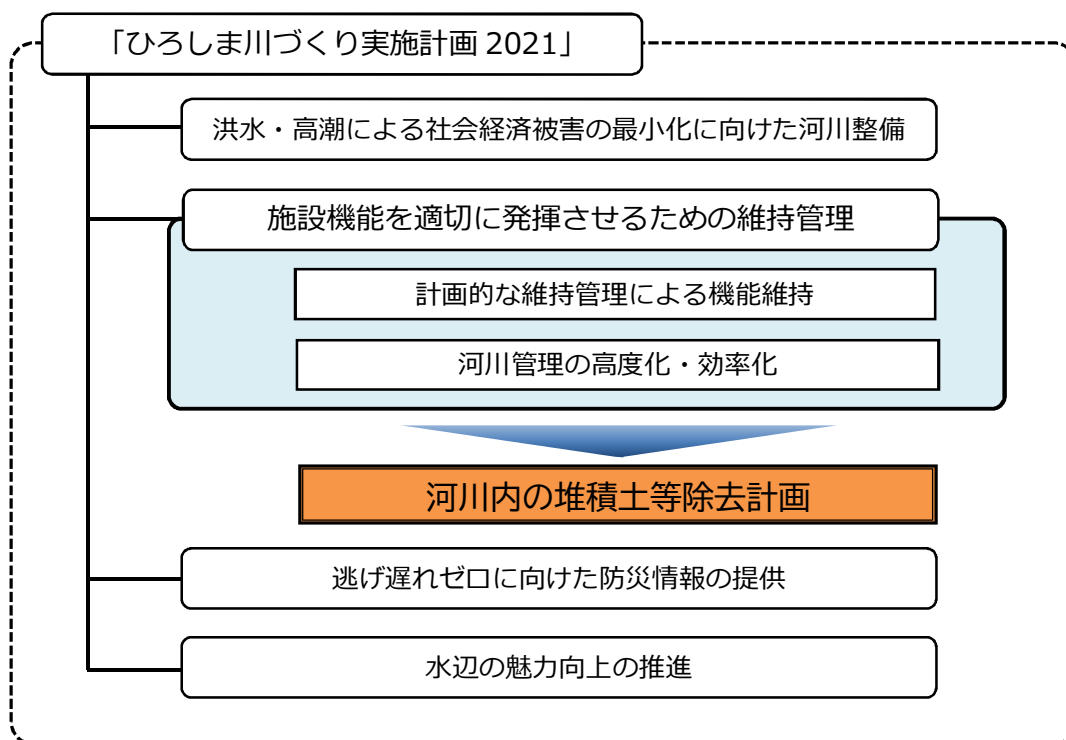 「ひろしま川づくり実施計画 2021」
洪水・高潮による社会経済被害の最小化に向けた河川整備
施設機能を適切に発揮させるための維持管理
計画的な維持管理による機能維持
河川管理の高度化・効率化
河川内の堆積土等除去計画
逃げ遅れゼロに向けた防災情報の提供
水辺の魅力向上の推進